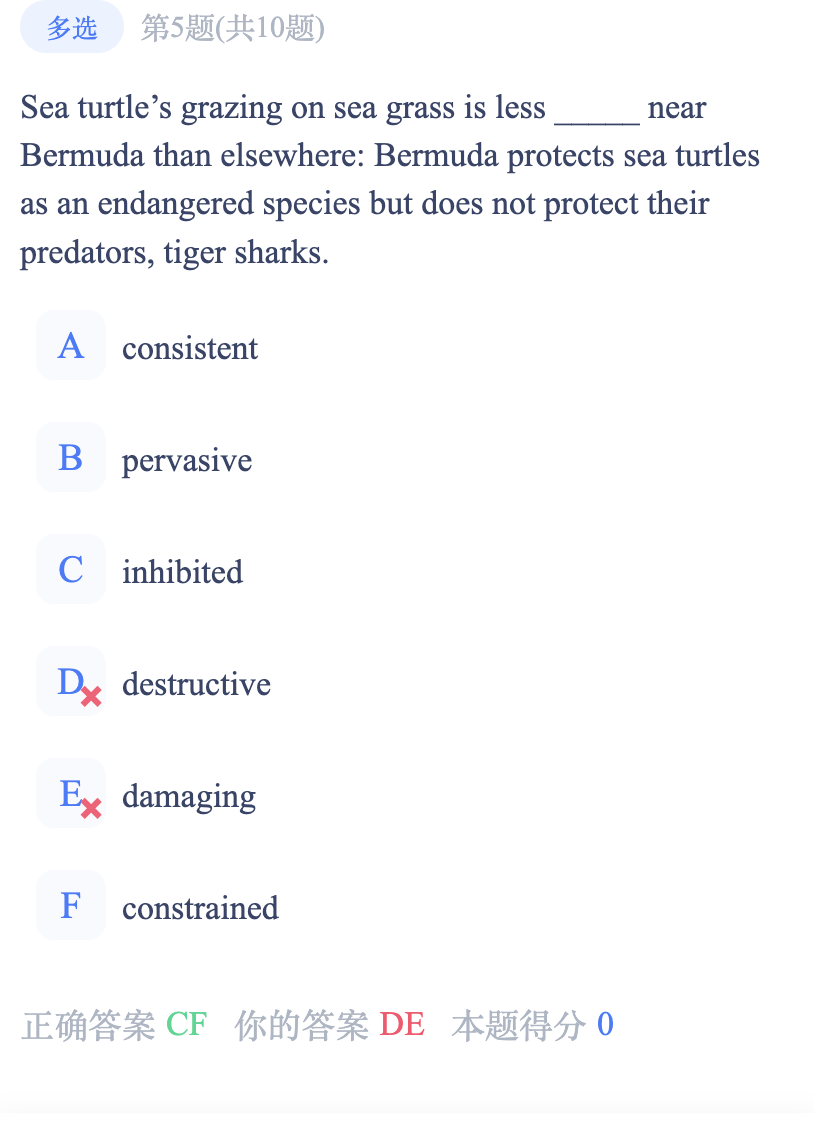 多选 第5题(共10题)
Sea turtle’s grazing on sea grass is less _____ near
Bermuda than elsewhere: Bermuda protects sea turtles
as an endangered species but does not protect their
predators, tiger sharks.
A consistent
B pervasive
C inhibited
D destructive
E damaging
F constrained
正确答案 CF 你的答案 DE 本题得分 0